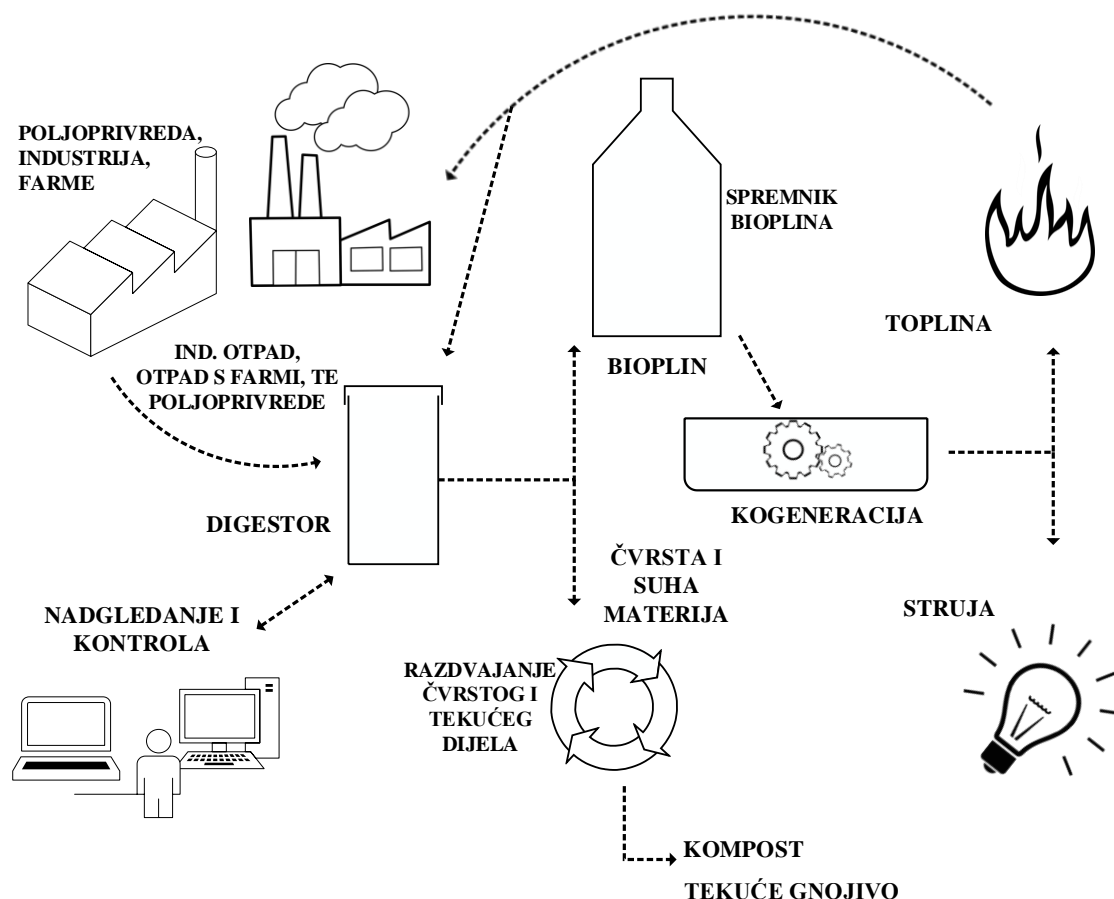 POLJOPRIVREDA,
INDUSTRIJA,
FARME
SPREMNIK
BIOPLINA
TOPLINA
IND. OTPAD,
OTPAD S FARMI, TE
POLJOPRIVREDE
BIOPLIN
DIGESTOR
KOGENERACIJA
ČVRSTA I
SUHA
MATERIJA
NADGLEDANJE I
KONTROLA
STRUJA
RAZDVAJANJE
ČVRSTOG I
TEKUĆEG
DIJELA
KOMPOST
TEKUĆE GNOJIVO